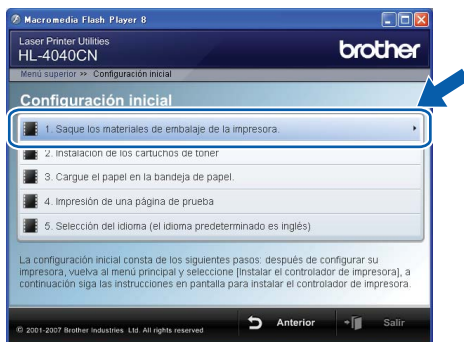 Macromedia Flash Player 8
Laser Printer Utilities
HL-4040CN
brother
Menú superior >> Configuración inicial
Configuración inicial
1. Saque los materiales de embalaje de la impresora.
2. Instalación de los cartuchos de tóner
3. Cargue el papel en la bandeja de papel.
4. Impresión de una página de prueba
5. Selección del idioma (el idioma predeterminado es inglés)
La configuración inicial consta de los siguientes pasos: después de configurar su
impresora, vuelva al menú principal y seleccione [Instalar el controlador de impresora], a
continuación siga las instrucciones en pantalla para instalar el controlador de impresora.
© 2001-2007 Brother Industries Ltd. All rights reserved
Anterior
Salir